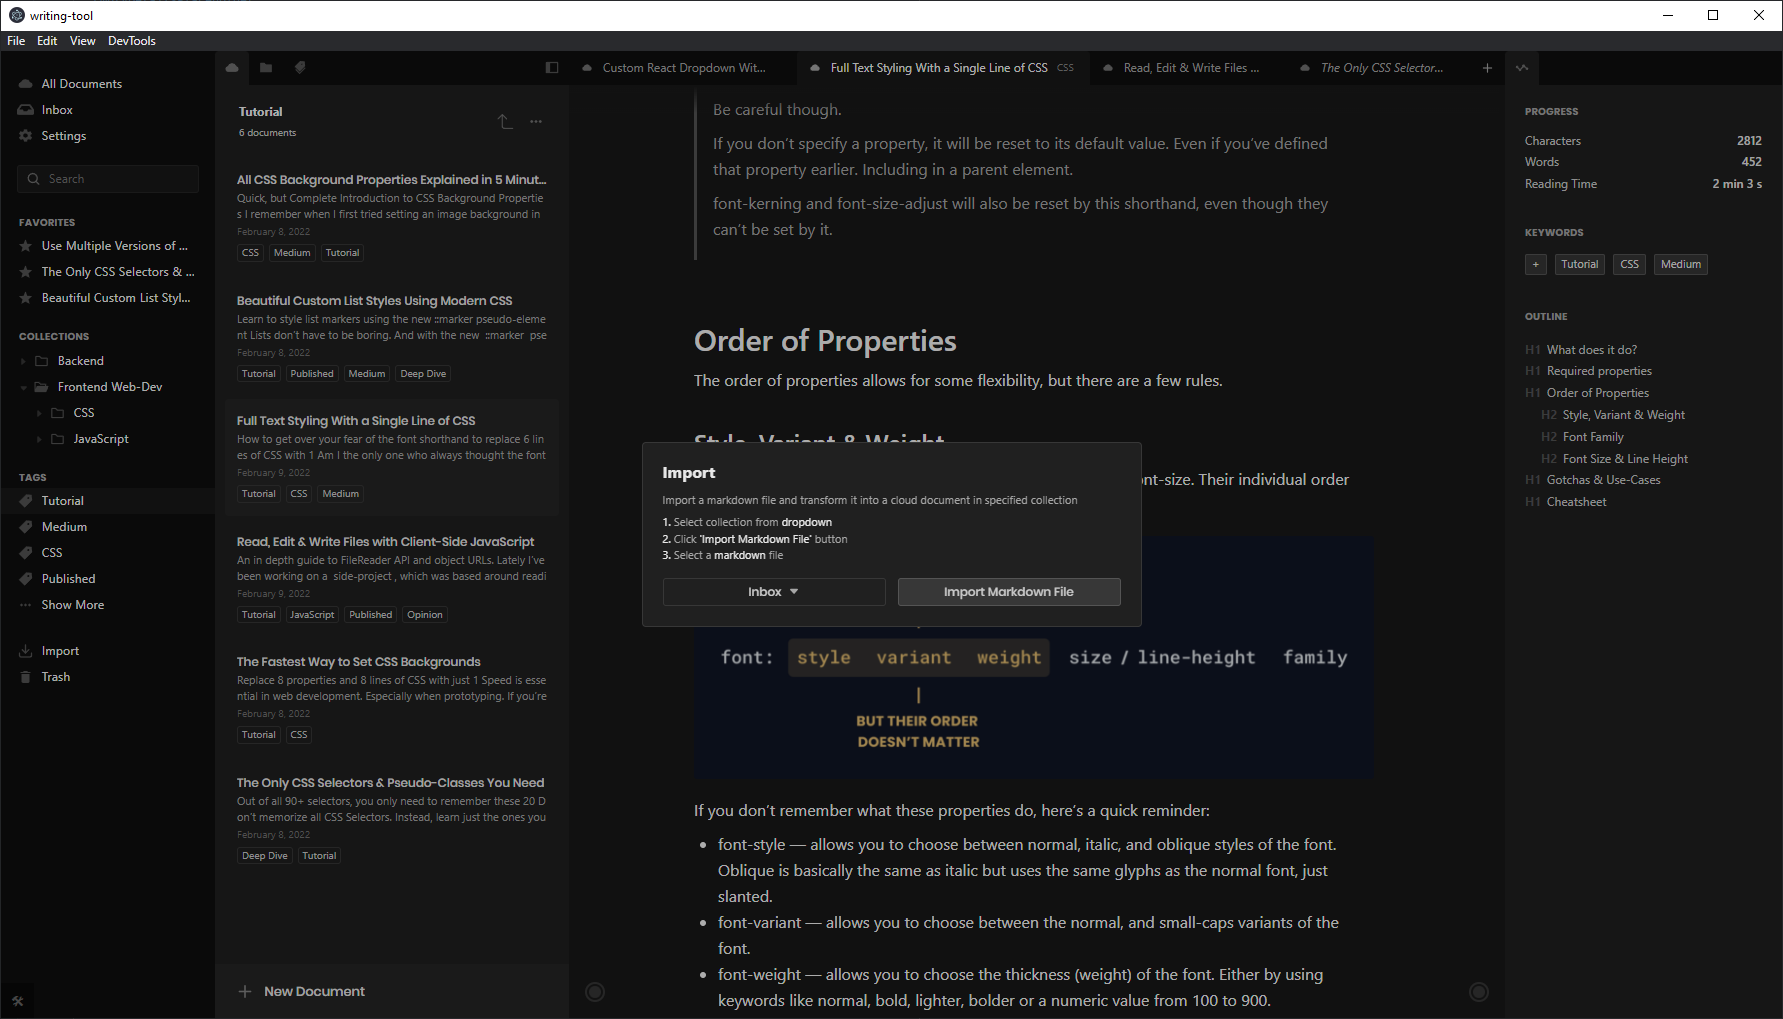 writing-tool
File Edit View DevTools
All Documents
Inbox
Settings
Search
FAVORITES
Use Multiple Versions of ...
The Only CSS Selectors & ...
Beautiful Custom List Styl...
COLLECTIONS
Backend
Frontend Web-Dev
CSS
JavaScript
TAGS
Tutorial
Medium
CSS
Published
Show More
Import
Trash
Tutorial
6 documents
All CSS Background Properties Explained in 5 Minut...
Quick, but Complete Introduction to CSS Background Propertie
s I remember when I first tried setting an image background in
February 8, 2022
CSS Medium Tutorial
Beautiful Custom List Styles Using Modern CSS
Learn to style list markers using the new ::marker pseudo-eleme
nt Lists don't have to be boring. And with the new ::marker pse
February 8, 2022
Tutorial Published Medium Deep Dive
Full Text Styling With a Single Line of CSS
How to get over your fear of the font shorthand to replace 6 lin
es of CSS with 1 Am I the only one who always thought the font
February 9, 2022
Tutorial CSS Medium
Read, Edit & Write Files with Client-Side JavaScript
An in depth guide to FileReader API and object URLs. Lately I've
been working on a side-project , which was based around readi
February 9, 2022
Tutorial JavaScript Published Opinion
The Fastest Way to Set CSS Backgrounds
Replace 8 properties and 8 lines of CSS with just 1 Speed is esse
ntial in web development. Especially when prototyping. If you're
February 8, 2022
Tutorial CSS
The Only CSS Selectors & Pseudo-Classes You Need
Out of all 90+ selectors, you only need to remember these 20 D
on't memorize all CSS Selectors. Instead, learn just the ones you
February 8, 2022
Deep Dive Tutorial
+ New Document
Custom React Dropdown Wit...
Full Text Styling With a Single Line of CSS CSS
Read, Edit & Write Files ...
The Only CSS Selector...
+
Be careful though.
If you don't specify a property, it will be reset to its default value. Even if you've defined
that property earlier. Including in a parent element.
font-kerning and font-size-adjust will also be reset by this shorthand, even though they
can't be set by it.
Order of Properties
The order of properties allows for some flexibility, but there are a few rules.
Style, Variant & Weight
ont-size. Their individual order
Import
Import a markdown file and transform it into a cloud document in specified collection
1. Select collection from dropdown
2. Click 'Import Markdown File' button
3. Select a markdown file
Inbox
Import Markdown File
font: style variant weight size / line-height family
BUT THEIR ORDER
DOESN'T MATTER
If you don't remember what these properties do, here's a quick reminder:
• font-style — allows you to choose between normal, italic, and oblique styles of the font.
Oblique is basically the same as italic but uses the same glyphs as the normal font, just
slanted.
• font-variant — allows you to choose between the normal, and small-caps variants of the
font.
• font-weight — allows you to choose the thickness (weight) of the font. Either by using
keywords like normal, bold, lighter, bolder or a numeric value from 100 to 900.
PROGRESS
Characters 2812
Words 452
Reading Time 2 min 3 s
KEYWORDS
+ Tutorial CSS Medium
OUTLINE
H1 What does it do?
H1 Required properties
H1 Order of Properties
H2 Style, Variant & Weight
H2 Font Family
H2 Font Size & Line Height
H1 Gotchas & Use-Cases
H1 Cheatsheet